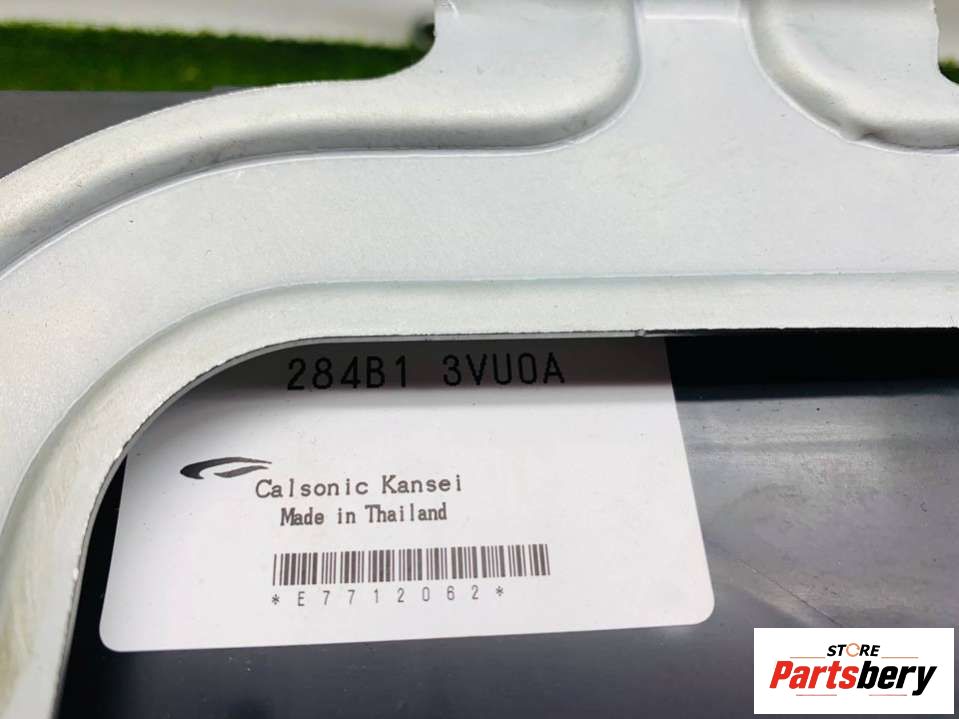 284B1 3VU0A
Calsonic Kansei
Made in Thailand
*E7712062*
STORE
Partsbery